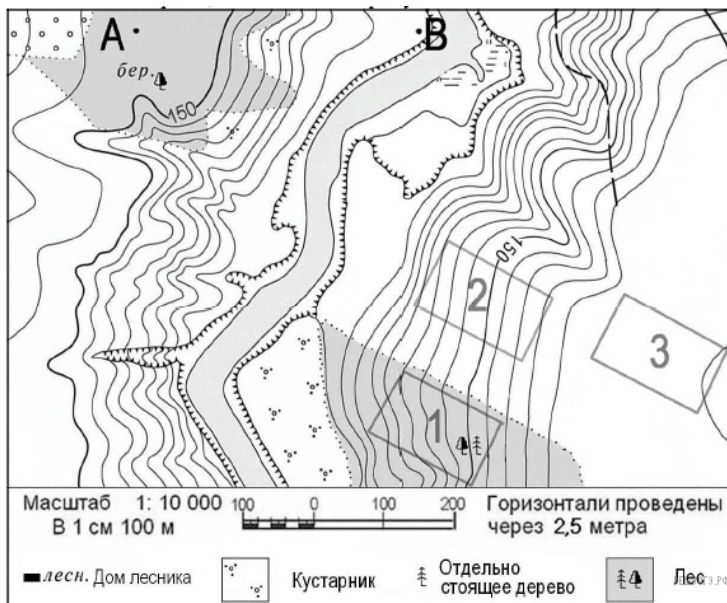 А
В
бер.
150
150
2
3
1
Масштаб 1: 10 000
В 1 см 100 м
100 0 100 200
Горизонтали проведены
через 2,5 метра
лесн. Дом лесника
Кустарник
Отдельно
стоящее дерево
Лес